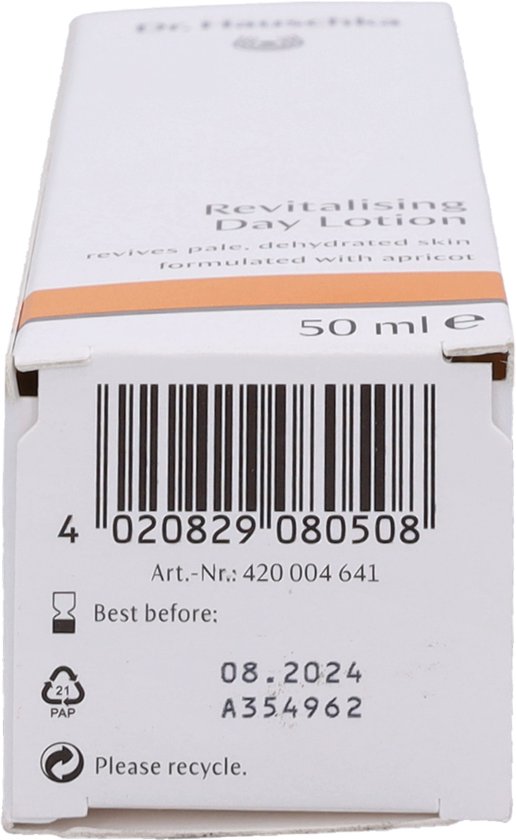 Dr. Hauschka
Revitalising
Day Lotion
revives pale, dehydrated skin
formulated with apricot
50 ml ℮
4 020829 080508
Art.-Nr.: 420 004 641
Best before:
08.2024
A354962
21
PAP
Please recycle.